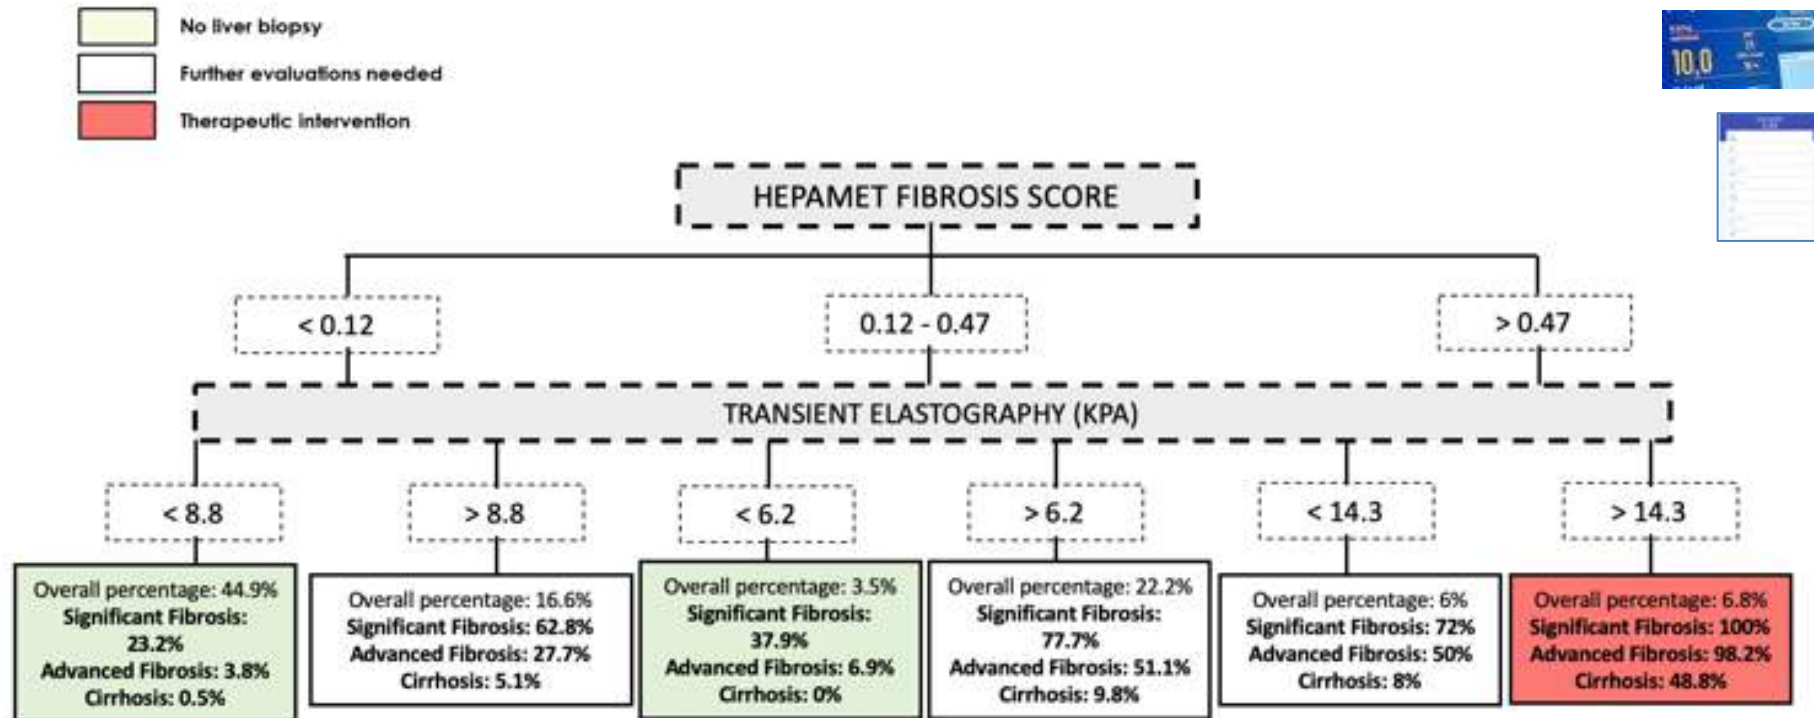 No liver biopsy
Further evaluations needed
Therapeutic intervention
10,0
HEPAMET FIBROSIS SCORE
< 0.12
0.12 - 0.47
> 0.47
TRANSIENT ELASTOGRAPHY (KPA)
< 8.8
> 8.8
< 6.2
> 6.2
< 14.3
> 14.3
Overall percentage: 44.9%
Significant Fibrosis:
23.2%
Advanced Fibrosis: 3.8%
Cirrhosis: 0.5%
Overall percentage: 16.6%
Significant Fibrosis: 62.8%
Advanced Fibrosis: 27.7%
Cirrhosis: 5.1%
Overall percentage: 3.5%
Significant Fibrosis:
37.9%
Advanced Fibrosis: 6.9%
Cirrhosis: 0%
Overall percentage: 22.2%
Significant Fibrosis:
77.7%
Advanced Fibrosis: 51.1%
Cirrhosis: 9.8%
Overall percentage: 6%
Significant Fibrosis: 72%
Advanced Fibrosis: 50%
Cirrhosis: 8%
Overall percentage: 6.8%
Significant Fibrosis: 100%
Advanced Fibrosis: 98.2%
Cirrhosis: 48.8%